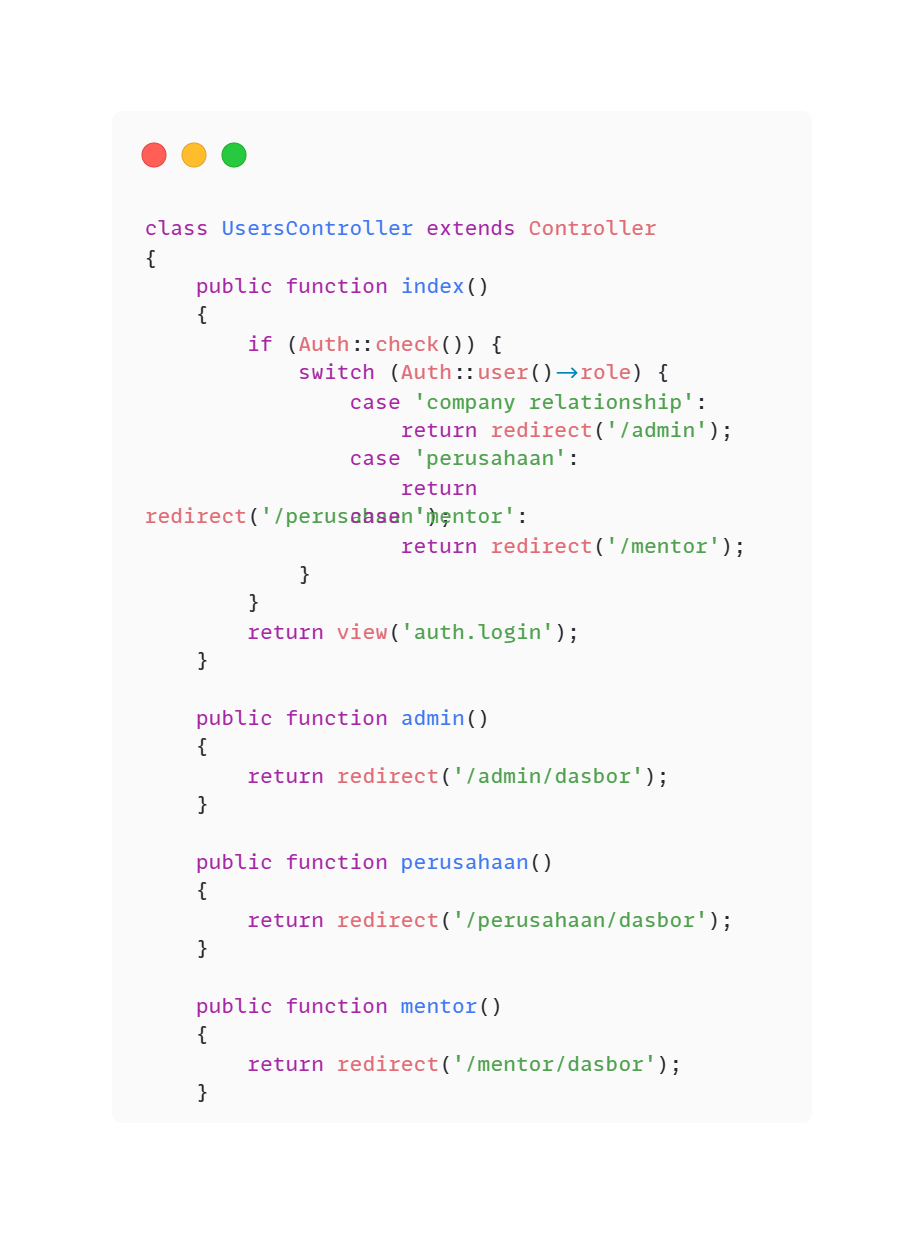 class UsersController extends Controller
{
    public function index()
    {
        if (Auth::check()) {
            switch (Auth::user()->role) {
                case 'company relationship':
                    return redirect('/admin');
                case 'perusahaan':
                    return
redirect('/perusahaan');
                case 'mentor':
                    return redirect('/mentor');
            }
        }
        return view('auth.login');
    }

    public function admin()
    {
        return redirect('/admin/dasbor');
    }

    public function perusahaan()
    {
        return redirect('/perusahaan/dasbor');
    }

    public function mentor()
    {
        return redirect('/mentor/dasbor');
    }